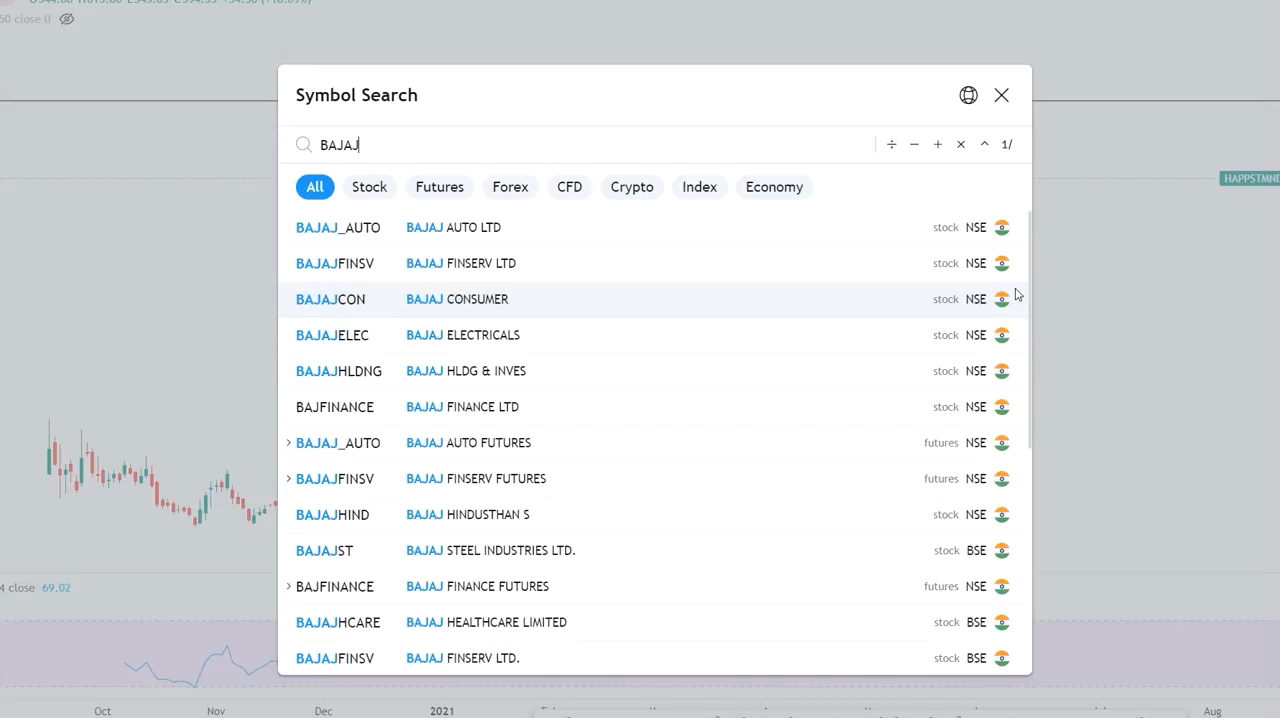 60 close 0
Symbol Search
BAJAJ ÷ − + × ^ 1/
All Stock Futures Forex CFD Crypto Index Economy
BAJAJ_AUTO BAJAJ AUTO LTD stock NSE
BAJAJFINSV BAJAJ FINSERV LTD stock NSE
BAJAJCON BAJAJ CONSUMER stock NSE
BAJAJELEC BAJAJ ELECTRICALS stock NSE
BAJAJHLDNG BAJAJ HLDG & INVES stock NSE
BAJFINANCE BAJAJ FINANCE LTD stock NSE
BAJAJ_AUTO BAJAJ AUTO FUTURES futures NSE
BAJAJFINSV BAJAJ FINSERV FUTURES futures NSE
BAJAJHIND BAJAJ HINDUSTHAN S stock NSE
BAJAJST BAJAJ STEEL INDUSTRIES LTD. stock BSE
BAJFINANCE BAJAJ FINANCE FUTURES futures NSE
BAJAJHCARE BAJAJ HEALTHCARE LIMITED stock BSE
BAJAJFINSV BAJAJ FINSERV LTD. stock BSE
HAPPSTMND
4 close 69.02
Oct Nov Dec 2021 Aug